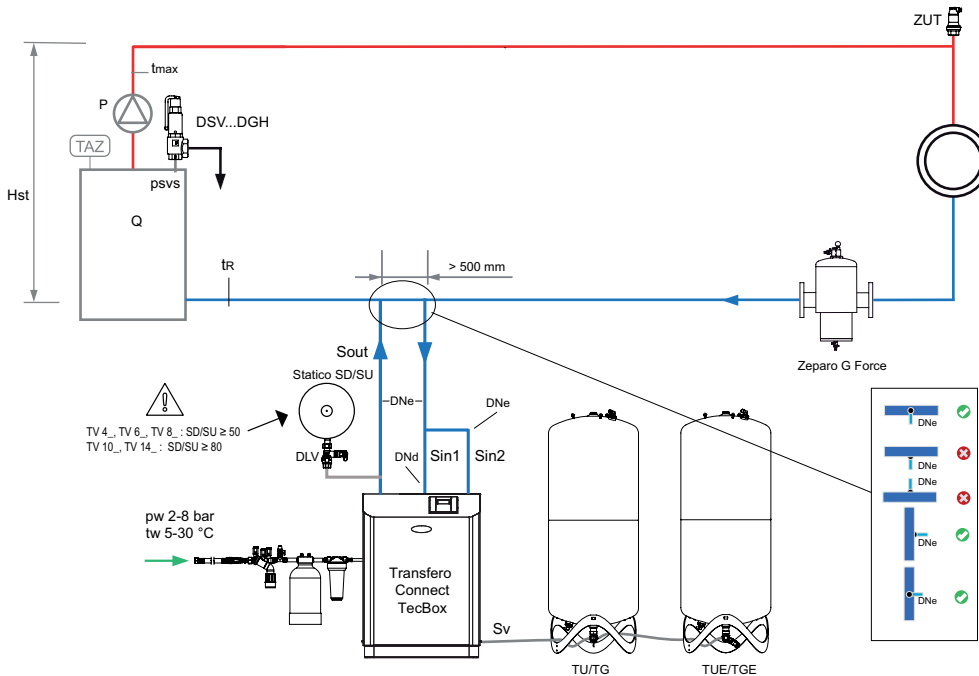 ZUT
tmax
P
DSV...DGH
TAZ
psvs
Hst
Q
tR
> 500 mm
Zeparo G Force
Sout
Statico SD/SU
DNe
DNe
TV 4_, TV 6_, TV 8_ : SD/SU ≥ 50
TV 10_, TV 14_ : SD/SU ≥ 80
DLV
DNd
Sin1
Sin2
pw 2-8 bar
tw 5-30 °C
Transfero
Connect
TecBox
Sv
TU/TG
TUE/TGE
DNe
DNe
DNe
DNe
DNe